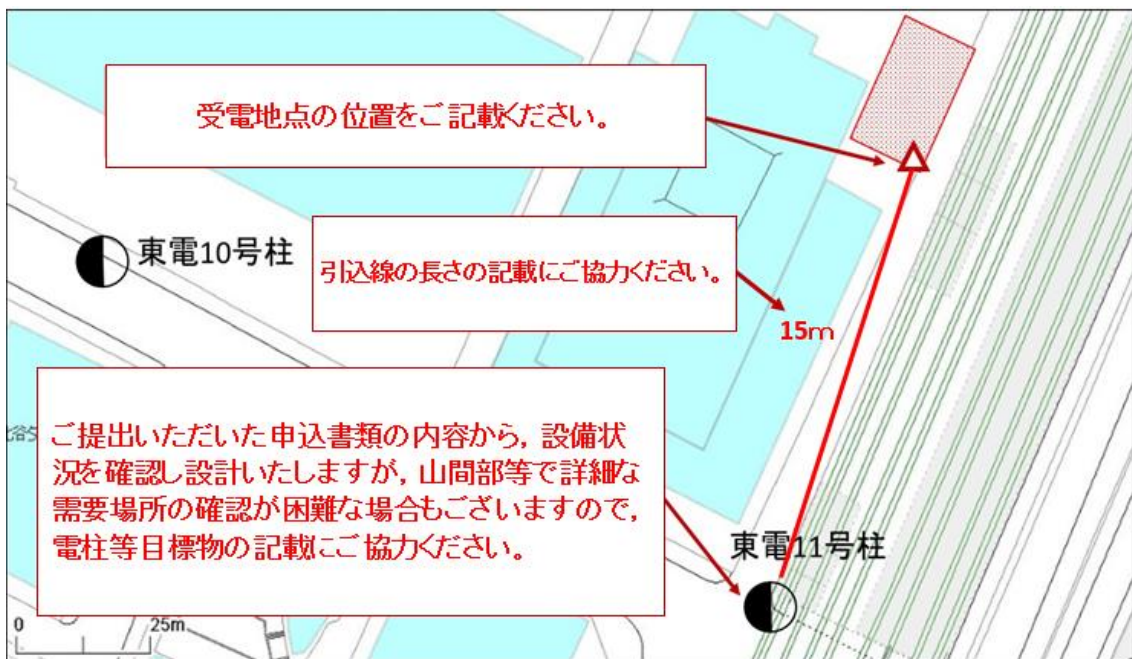 受電地点の位置をご記載ください。
東電10号柱
引込線の長さの記載にご協力ください。
15m
ご提出いただいた申込書類の内容から，設備状
況を確認し設計いたしますが，山間部等で詳細な
需要場所の確認が困難な場合もございますので，
電柱等目標物の記載にご協力ください。
東電11号柱
0 25m